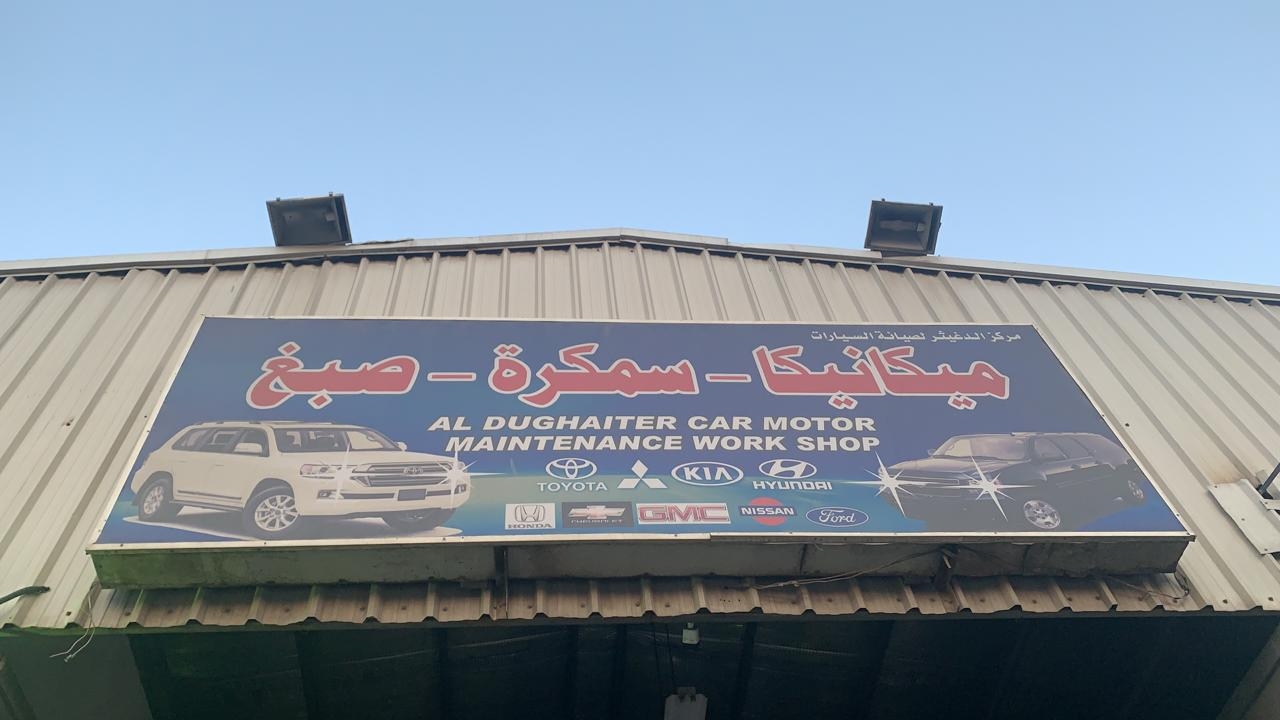 مركز الدغيثر لصيانة السيارات
ميكانيكا - سمكرة - صبغ
AL DUGHAITER CAR MOTOR
MAINTENANCE WORK SHOP
TOYOTA KIA HYUNDAI
HONDA CHEVROLET GMC NISSAN Ford